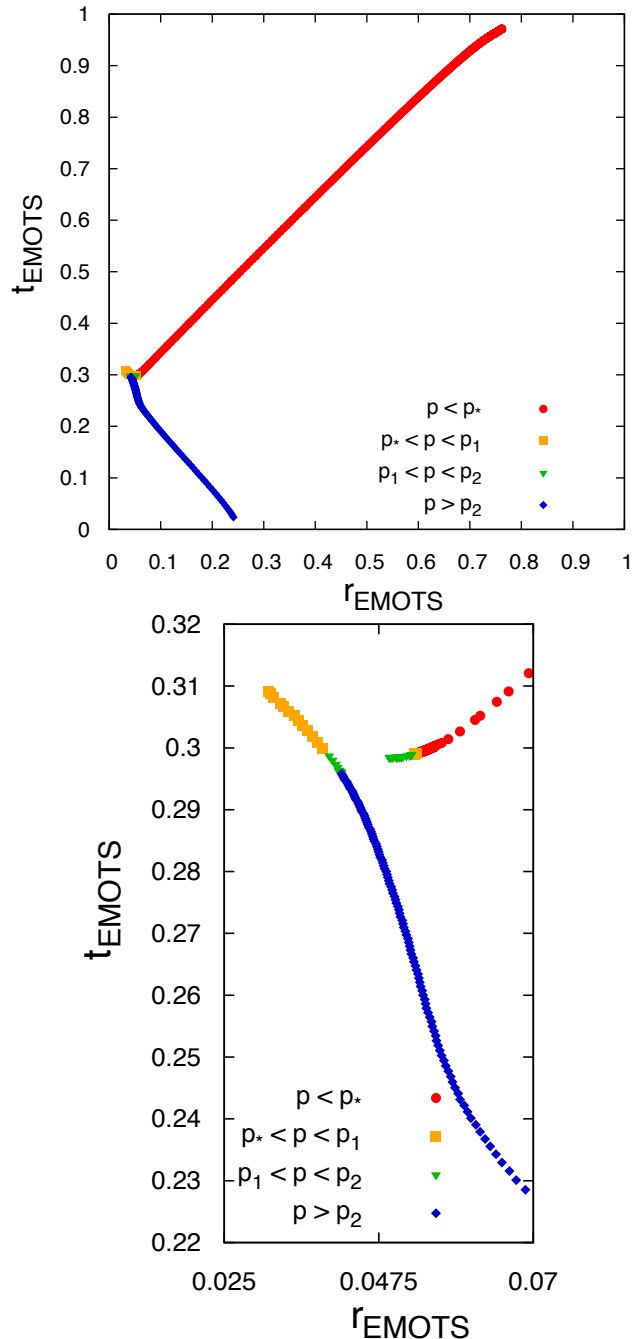 1
0.9
0.8
0.7
0.6
0.5
0.4
0.3
0.2
0.1
0
t_EMOTS
p < p*
p* < p < p₁
p₁ < p < p₂
p > p₂
0 0.1 0.2 0.3 0.4 0.5 0.6 0.7 0.8 0.9 1
r_EMOTS
0.32
0.31
0.3
0.29
0.28
0.27
0.26
0.25
0.24
0.23
0.22
t_EMOTS
p < p*
p* < p < p₁
p₁ < p < p₂
p > p₂
0.025 0.0475 0.07
r_EMOTS